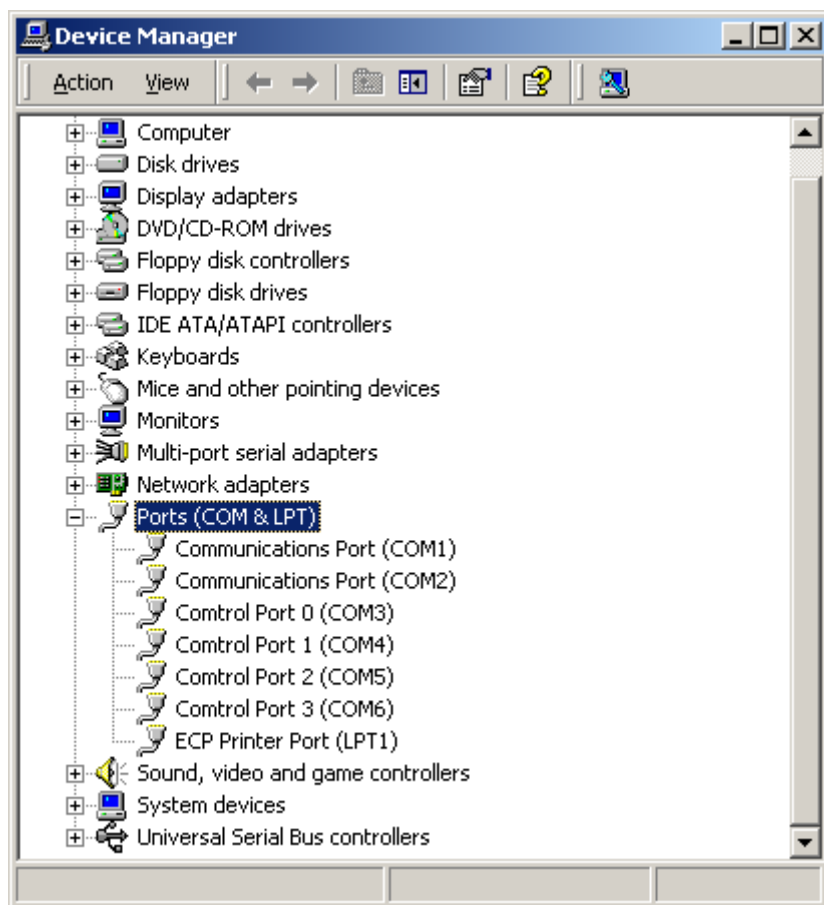 Device Manager
Action View
Computer
Disk drives
Display adapters
DVD/CD-ROM drives
Floppy disk controllers
Floppy disk drives
IDE ATA/ATAPI controllers
Keyboards
Mice and other pointing devices
Monitors
Multi-port serial adapters
Network adapters
Ports (COM & LPT)
Communications Port (COM1)
Communications Port (COM2)
Comtrol Port 0 (COM3)
Comtrol Port 1 (COM4)
Comtrol Port 2 (COM5)
Comtrol Port 3 (COM6)
ECP Printer Port (LPT1)
Sound, video and game controllers
System devices
Universal Serial Bus controllers